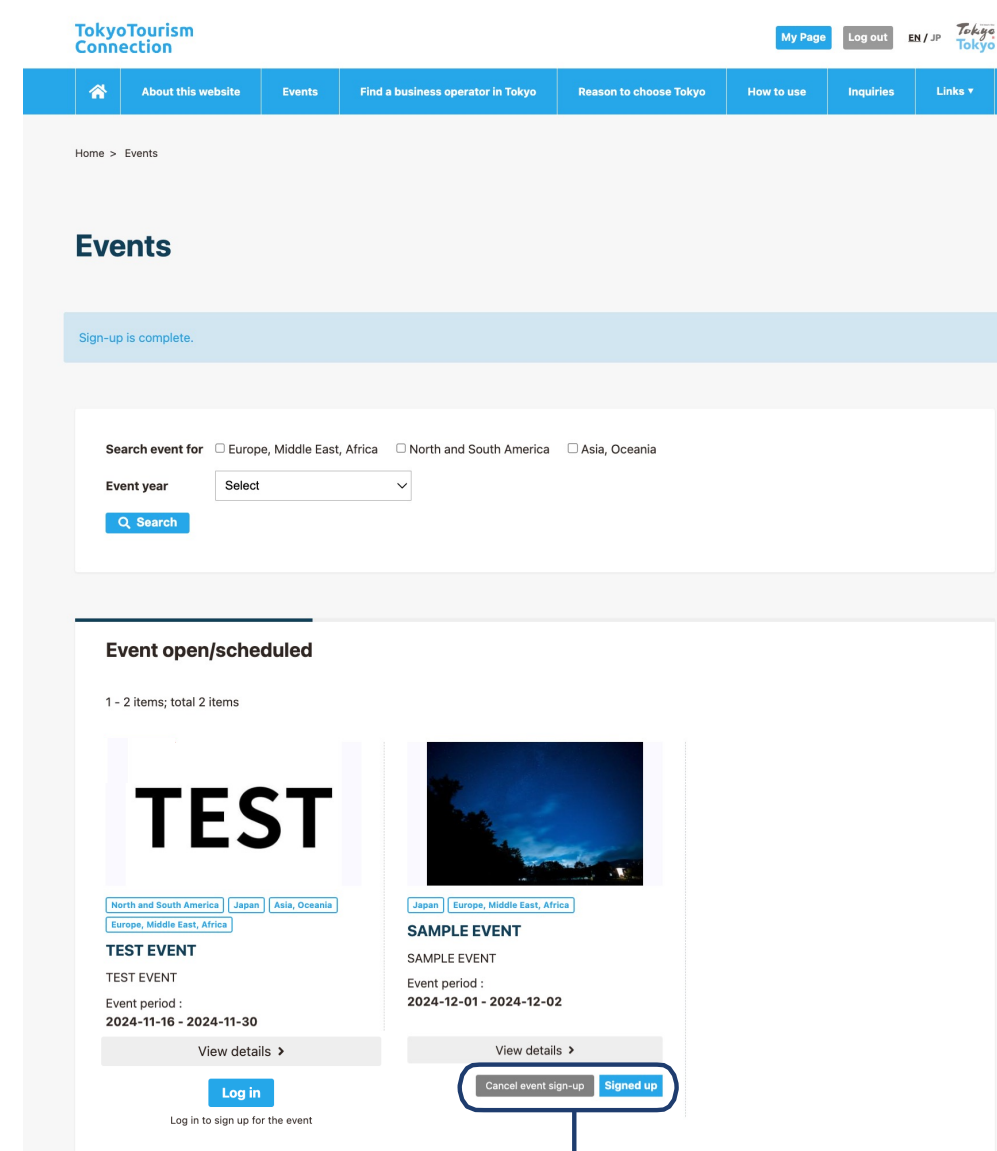 TokyoTourism
Connection
My Page
Log out
EN / JP
Tokyo
Tokyo
About this website
Events
Find a business operator in Tokyo
Reason to choose Tokyo
How to use
Inquiries
Links ▾
Home > Events
Events
Sign-up is complete.
Search event for
Europe, Middle East, Africa
North and South America
Asia, Oceania
Event year
Select
Search
Event open/scheduled
1 - 2 items; total 2 items
TEST
North and South America
Japan
Asia, Oceania
Europe, Middle East, Africa
TEST EVENT
TEST EVENT
Event period :
2024-11-16 - 2024-11-30
View details >
Log in
Log in to sign up for the event
Japan
Europe, Middle East, Africa
SAMPLE EVENT
SAMPLE EVENT
Event period :
2024-12-01 - 2024-12-02
View details >
Cancel event sign-up
Signed up